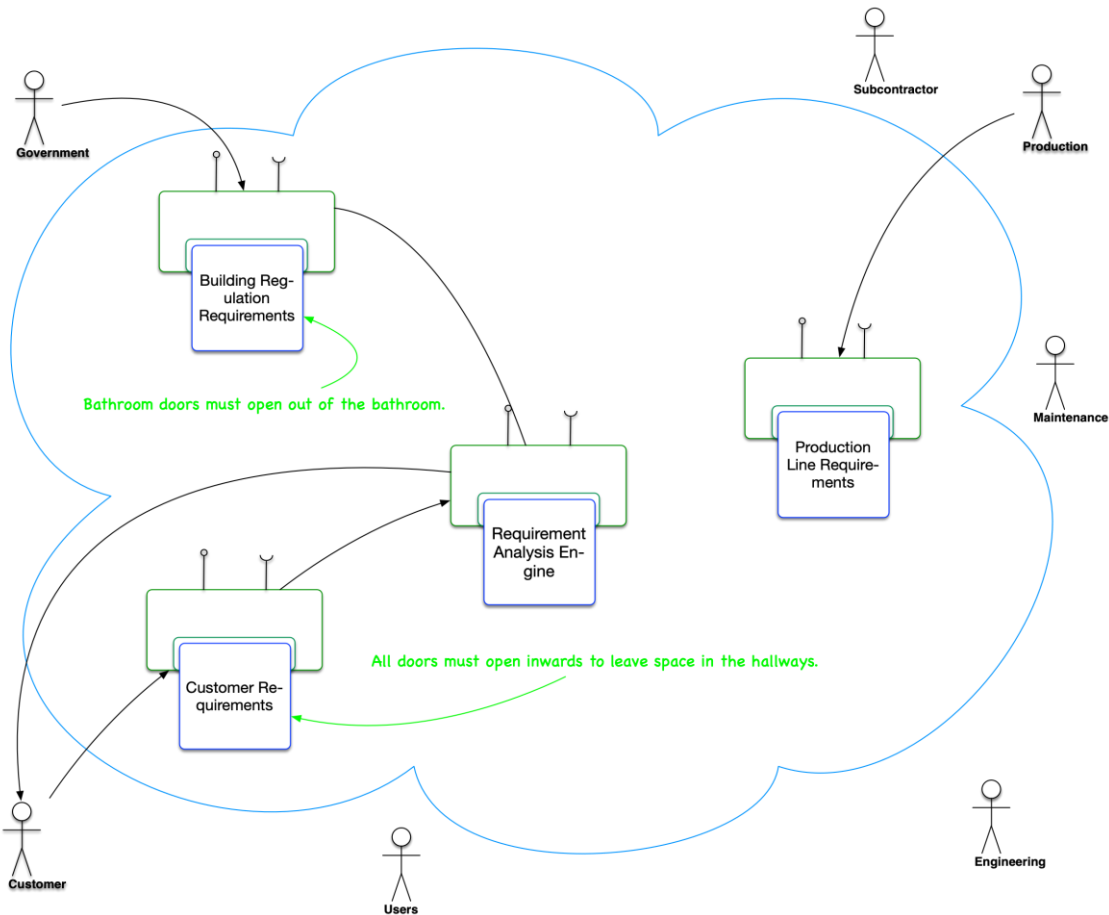 Subcontractor
Production
Government
Building Reg-
ulation
Requirements
Maintenance
Bathroom doors must open out of the bathroom.
Production
Line Require-
ments
Requirement
Analysis En-
gine
All doors must open inwards to leave space in the hallways.
Customer Re-
quirements
Engineering
Customer
Users